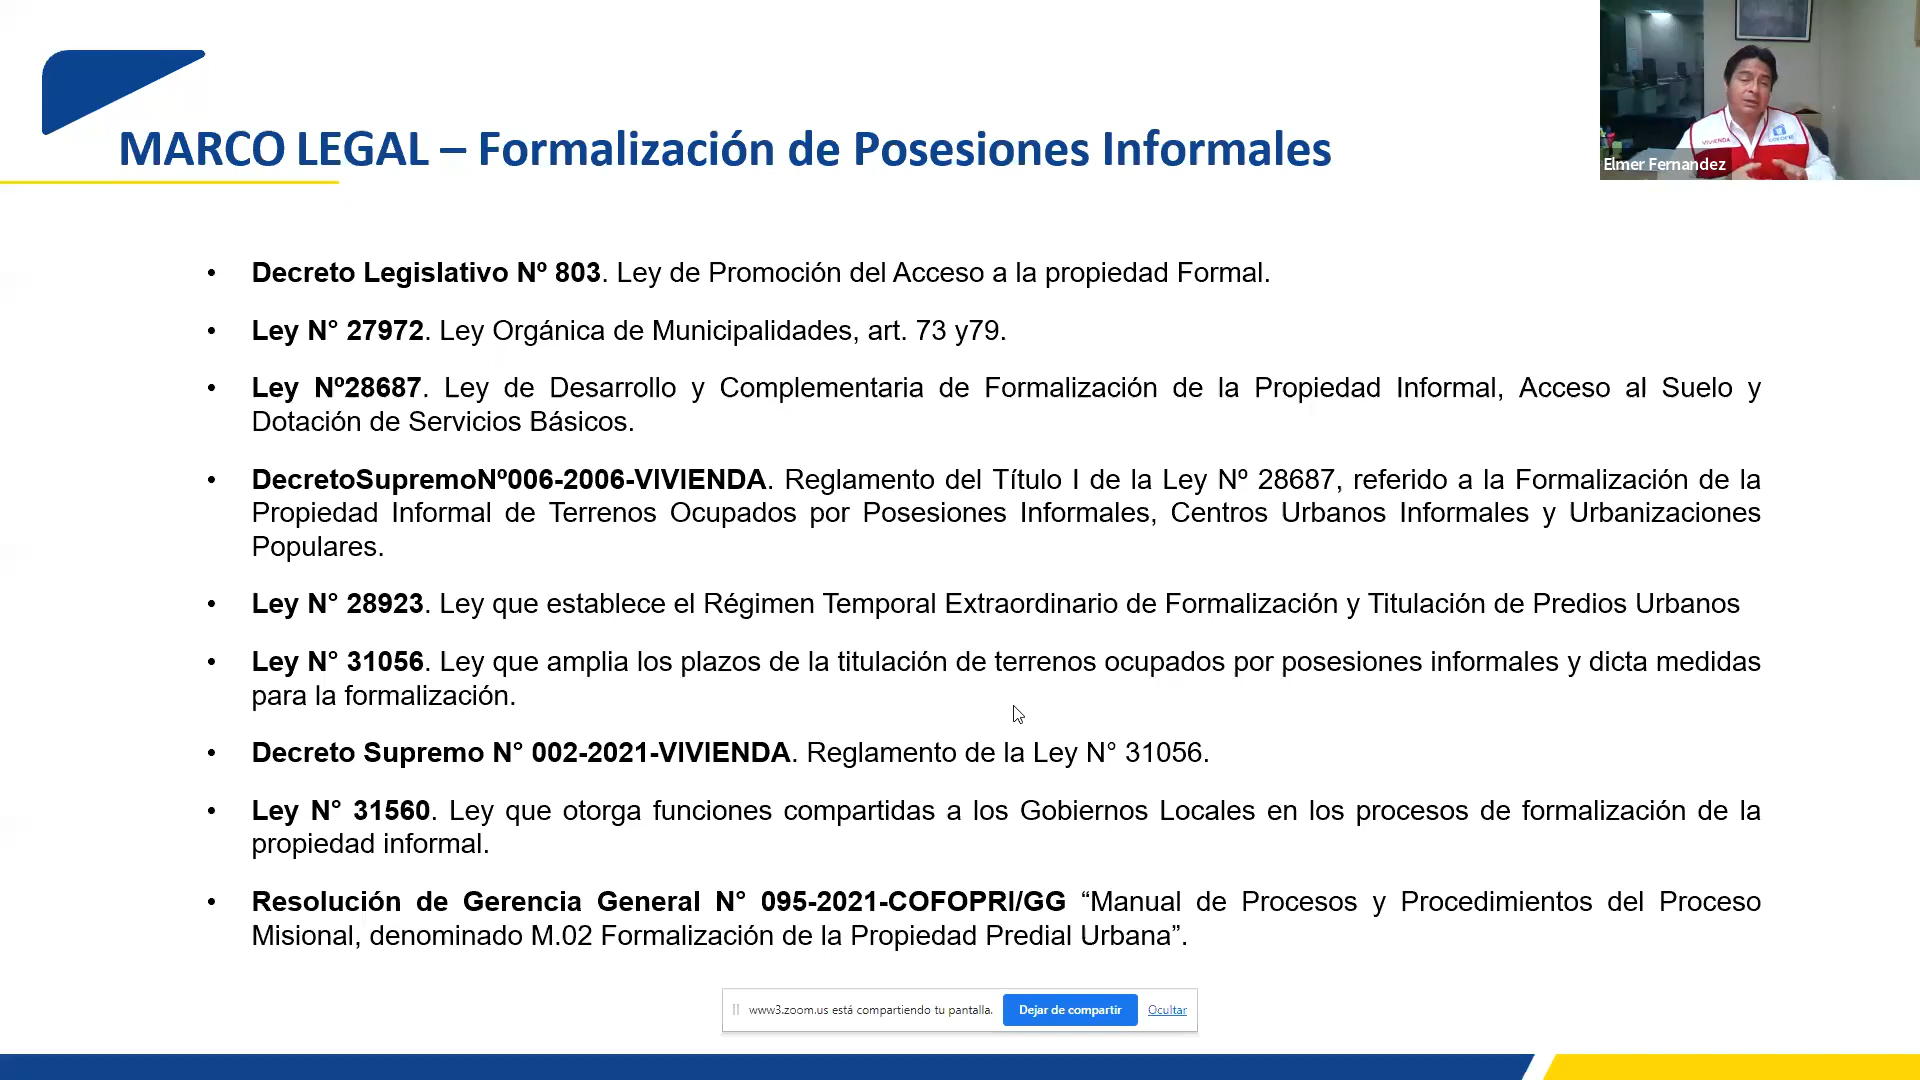 MARCO LEGAL – Formalización de Posesiones Informales
VIVIENDA
Elmer Fernandez
• Decreto Legislativo Nº 803. Ley de Promoción del Acceso a la propiedad Formal.
• Ley N° 27972. Ley Orgánica de Municipalidades, art. 73 y79.
• Ley Nº28687. Ley de Desarrollo y Complementaria de Formalización de la Propiedad Informal, Acceso al Suelo y
Dotación de Servicios Básicos.
• DecretoSupremoNº006-2006-VIVIENDA. Reglamento del Título I de la Ley Nº 28687, referido a la Formalización de la
Propiedad Informal de Terrenos Ocupados por Posesiones Informales, Centros Urbanos Informales y Urbanizaciones
Populares.
• Ley N° 28923. Ley que establece el Régimen Temporal Extraordinario de Formalización y Titulación de Predios Urbanos
• Ley N° 31056. Ley que amplia los plazos de la titulación de terrenos ocupados por posesiones informales y dicta medidas
para la formalización.
• Decreto Supremo N° 002-2021-VIVIENDA. Reglamento de la Ley N° 31056.
• Ley N° 31560. Ley que otorga funciones compartidas a los Gobiernos Locales en los procesos de formalización de la
propiedad informal.
• Resolución de Gerencia General N° 095-2021-COFOPRI/GG “Manual de Procesos y Procedimientos del Proceso
Misional, denominado M.02 Formalización de la Propiedad Predial Urbana”.
www3.zoom.us está compartiendo tu pantalla. Dejar de compartir Ocultar